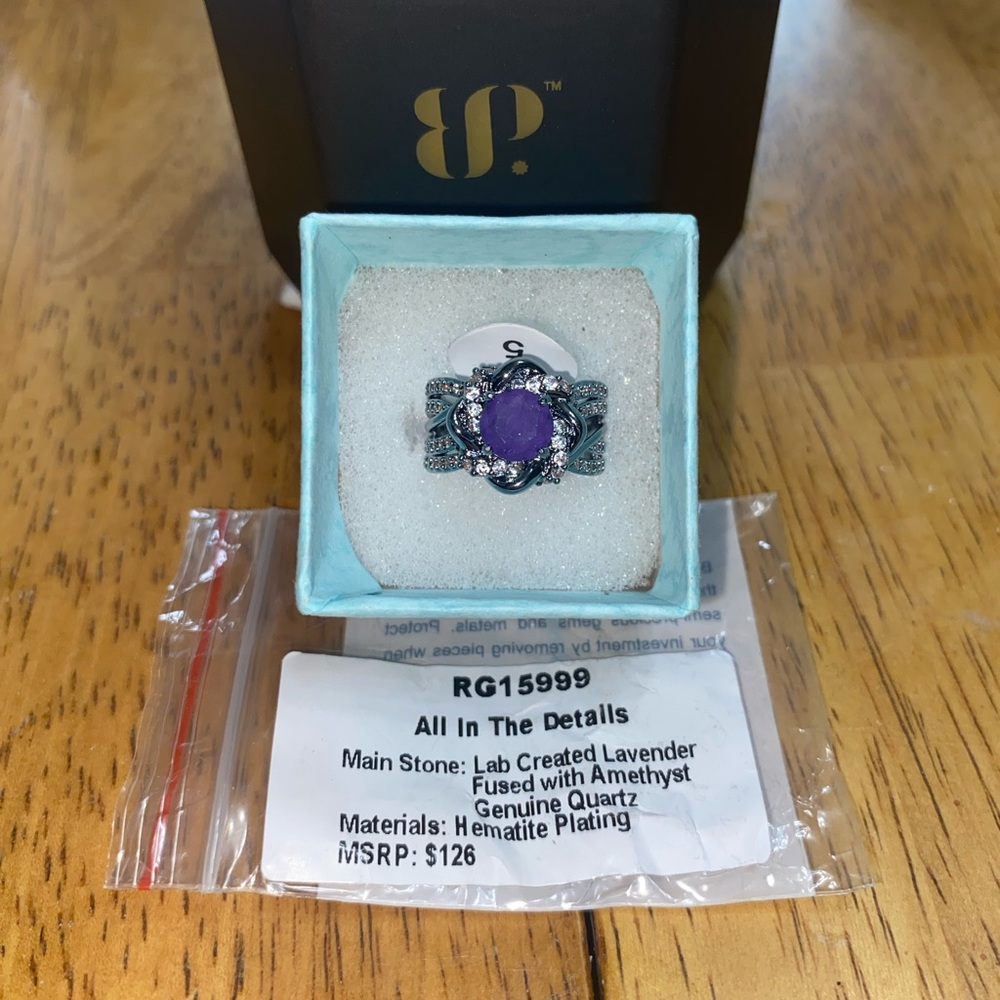 BP.™
5
B
th
semi-precious gems and metals. Protect
your investment by removing pieces when
RG15999
All In The Details
Main Stone: Lab Created Lavender
Fused with Amethyst
Genuine Quartz
Materials: Hematite Plating
MSRP: $126